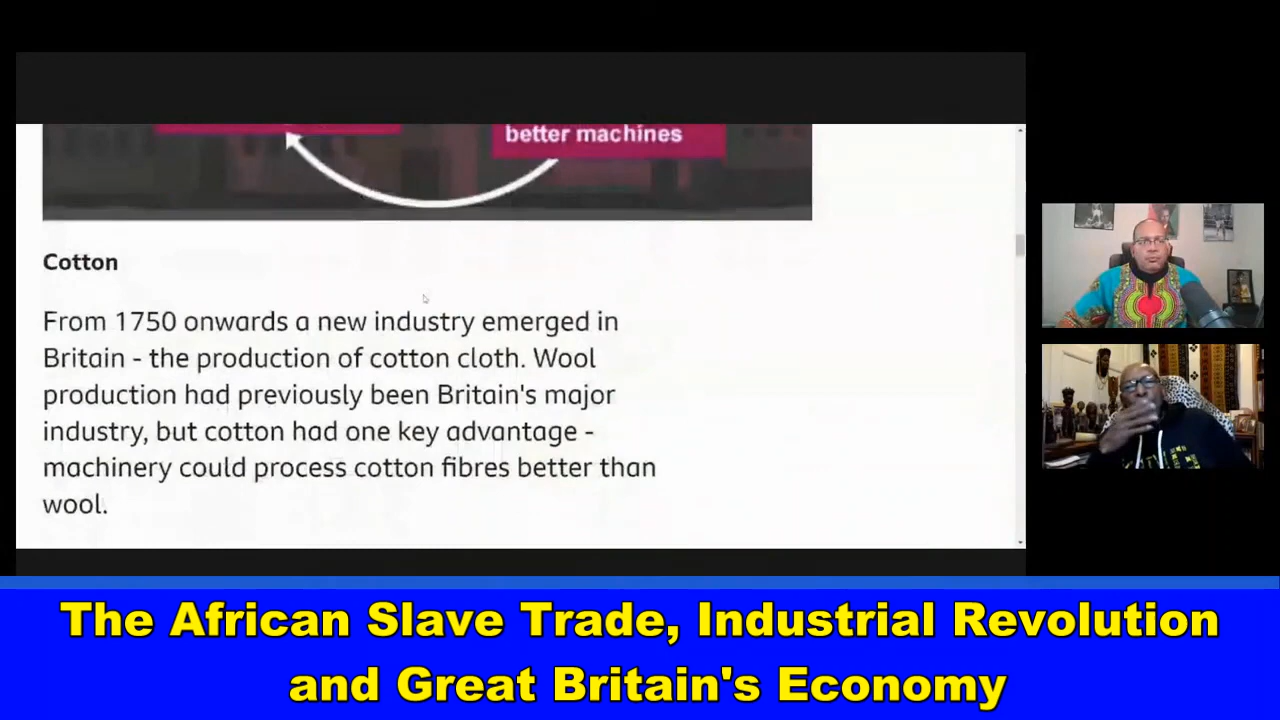 better machines
Cotton
From 1750 onwards a new industry emerged in
Britain - the production of cotton cloth. Wool
production had previously been Britain's major
industry, but cotton had one key advantage -
machinery could process cotton fibres better than
wool.
The African Slave Trade, Industrial Revolution
and Great Britain's Economy